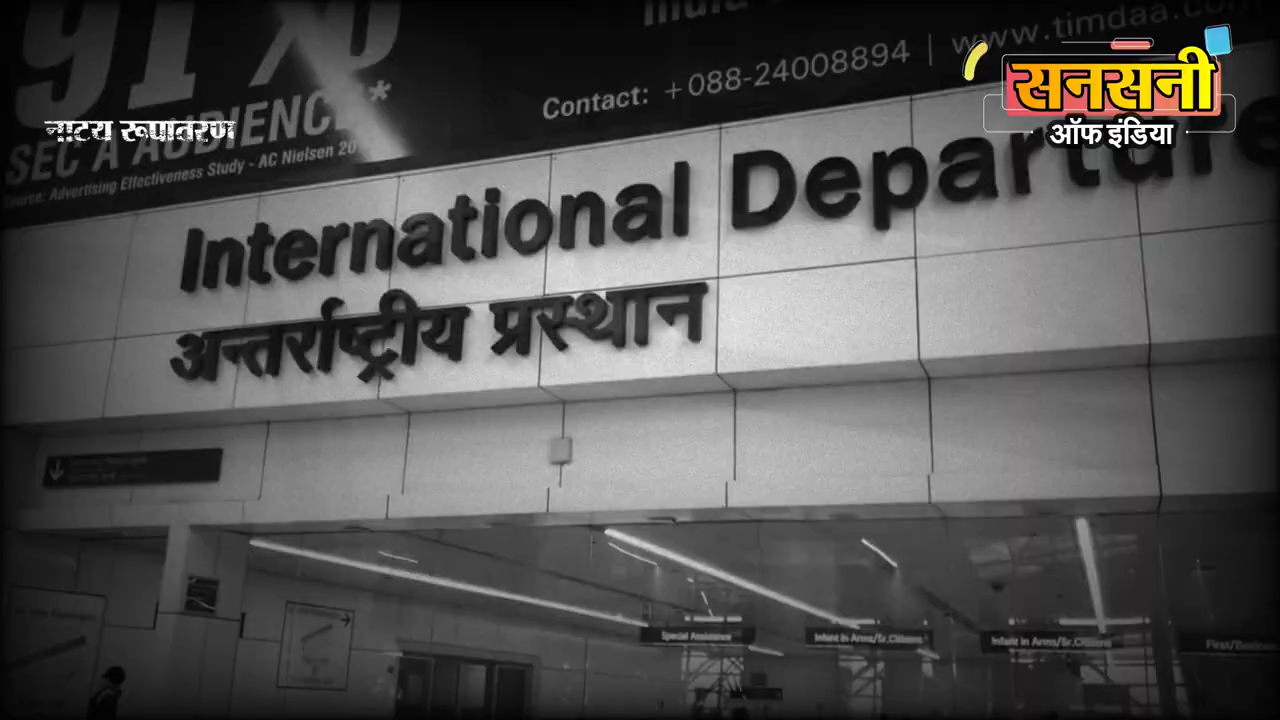 91%
SEC A AUDIENCE*
Source: Advertising Effectiveness Study - AC Nielsen 20
Contact: +088-24008894 | www.timdaa.com
नाट्य रूपांतरण
सनसनी
ऑफ इंडिया
International Departure
अन्तर्राष्ट्रीय प्रस्थान
Special Assistance
Infant in Arms/Sr.Citizens
Infant in Arms/Sr.Citizens